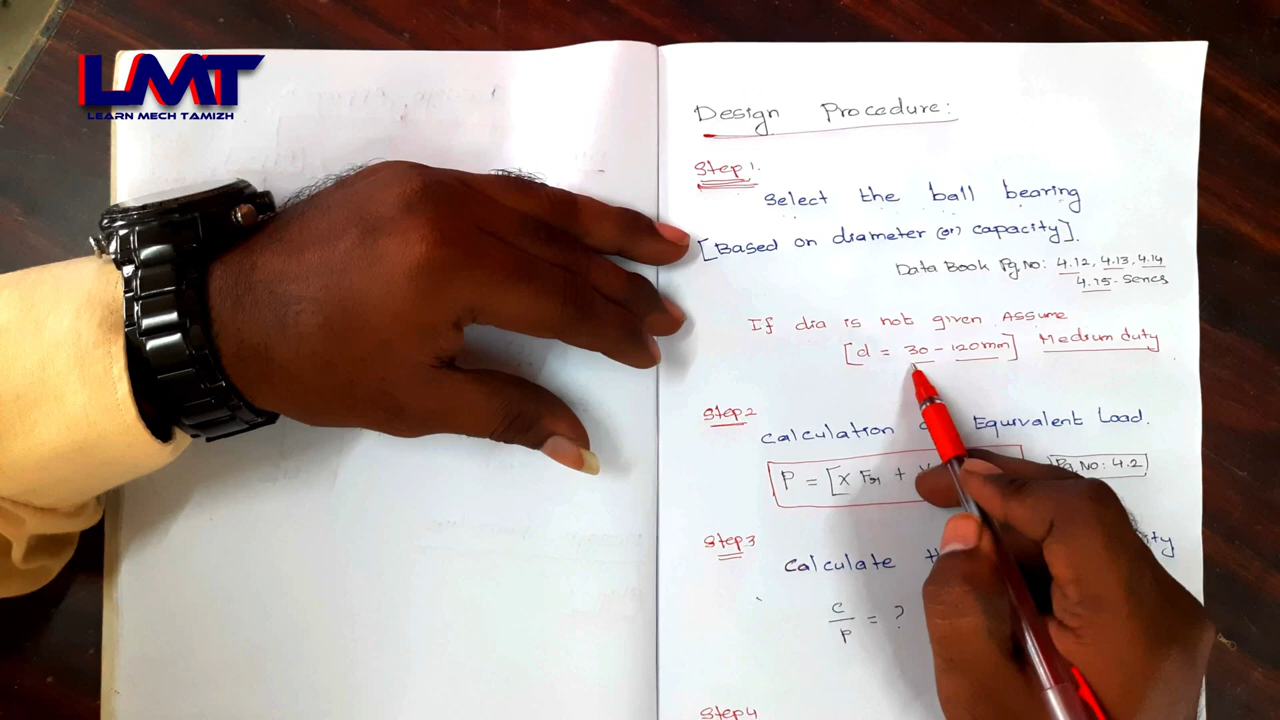 LMT
LEARN MECH TAMIZH
Design Procedure:
Step 1.
Select the ball bearing
[Based on diameter (or) capacity].
Data Book Pg No: 4.12, 4.13, 4.14
4.15 - Series
If dia is not given Assume
[d = 30 - 120mm] Medium duty
Step 2
Calculation Equivalent Load.
P = [X Fr + Pg No: 4.2
Step 3
Calculate
C/P = ?
Step 4